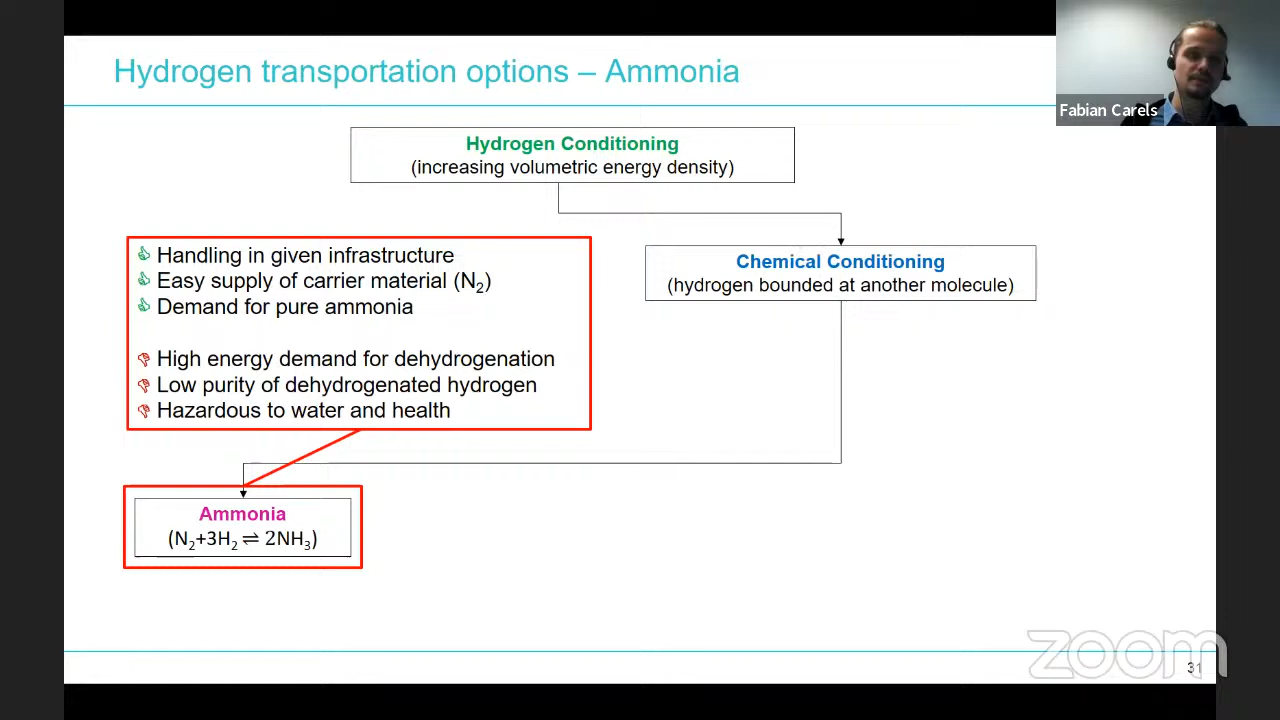 Hydrogen transportation options – Ammonia
Fabian Carels
Hydrogen Conditioning
(increasing volumetric energy density)
Handling in given infrastructure
Easy supply of carrier material (N₂)
Demand for pure ammonia
High energy demand for dehydrogenation
Low purity of dehydrogenated hydrogen
Hazardous to water and health
Chemical Conditioning
(hydrogen bounded at another molecule)
Ammonia
(N₂+3H₂ ⇌ 2NH₃)
zoom
31